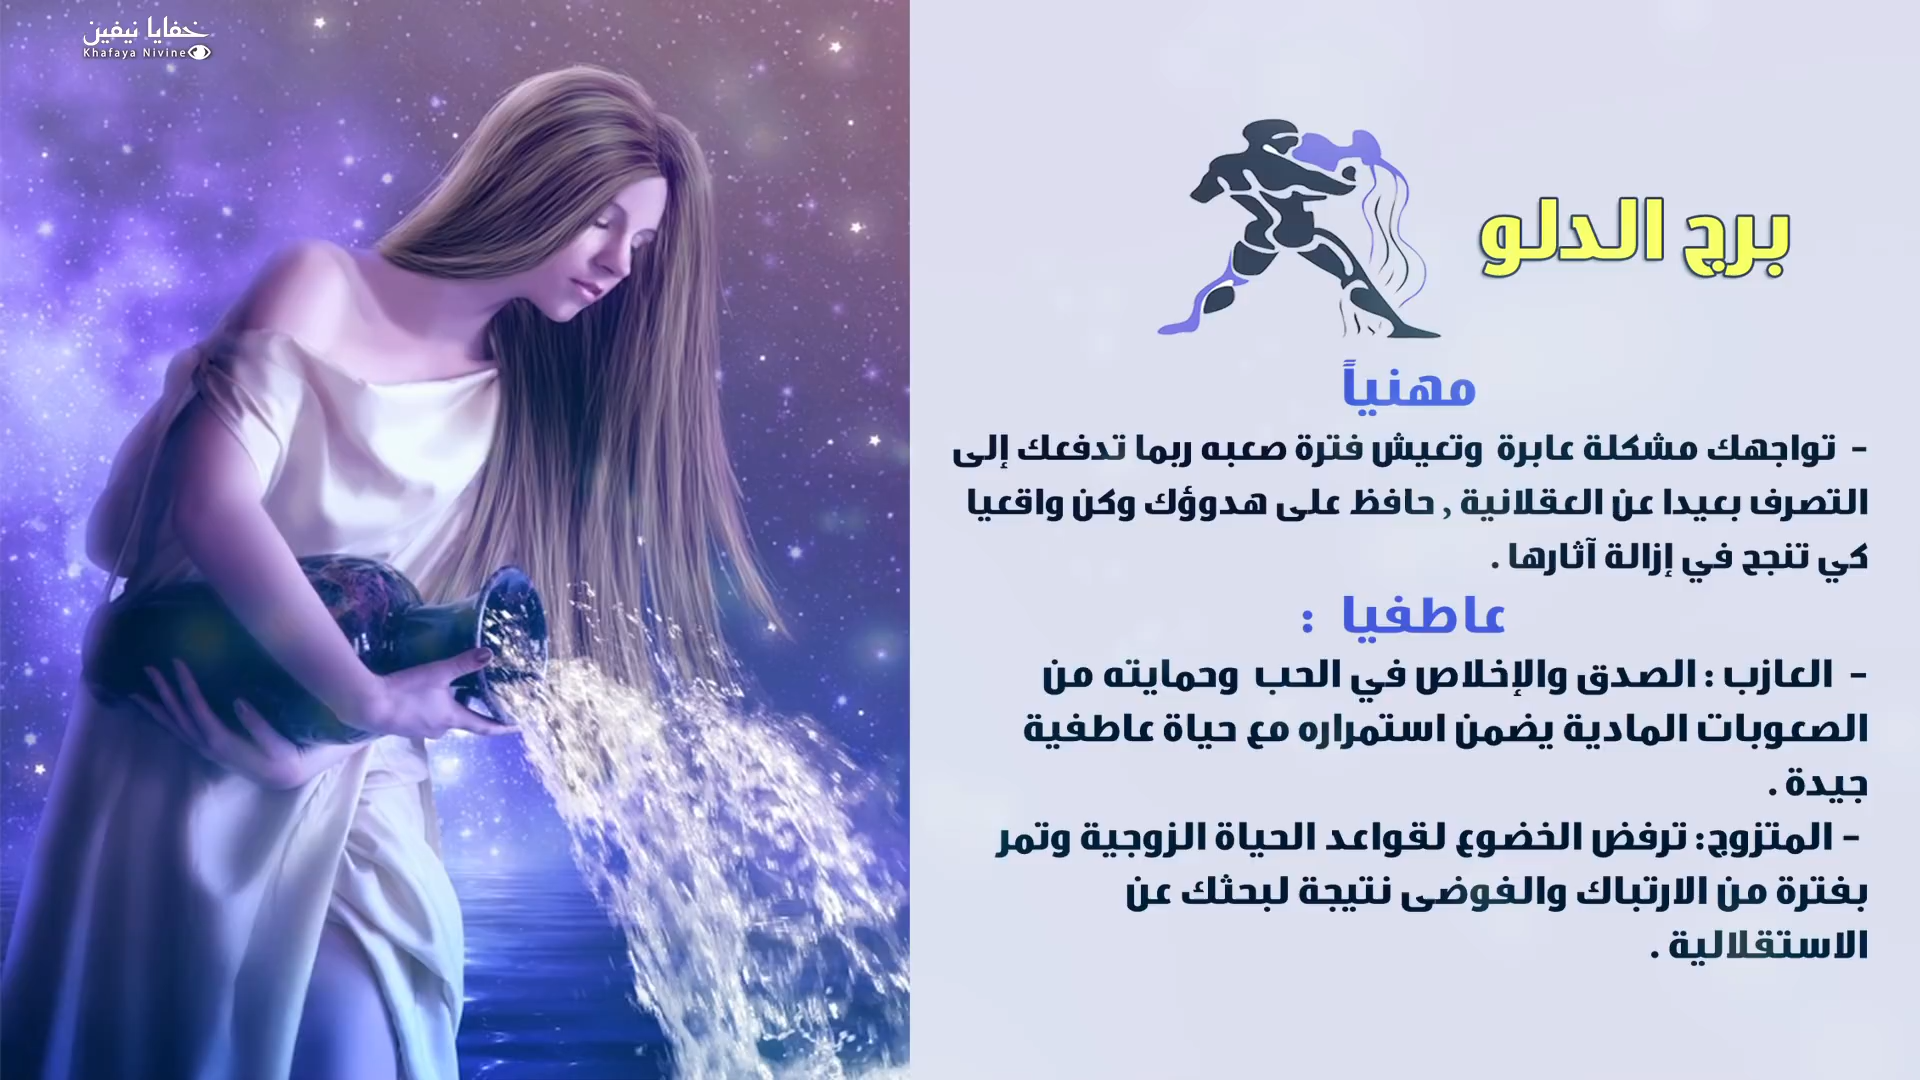 خفايا نيفين
Khafaya Nivine
برج الدلو
مهنياً
- تواجهك مشكلة عابرة وتعيش فترة صعبه ربما تدفعك إلى
التصرف بعيدا عن العقلانية , حافظ على هدوؤك وكن واقعيا
كي تنجح في إزالة آثارها .
عاطفيا :
- العازب : الصدق والإخلاص في الحب وحمايته من
الصعوبات المادية يضمن استمراره مع حياة عاطفية
جيدة .
- المتزوج: ترفض الخضوع لقواعد الحياة الزوجية وتمر
بفترة من الارتباك والفوضى نتيجة لبحثك عن
الاستقلالية .